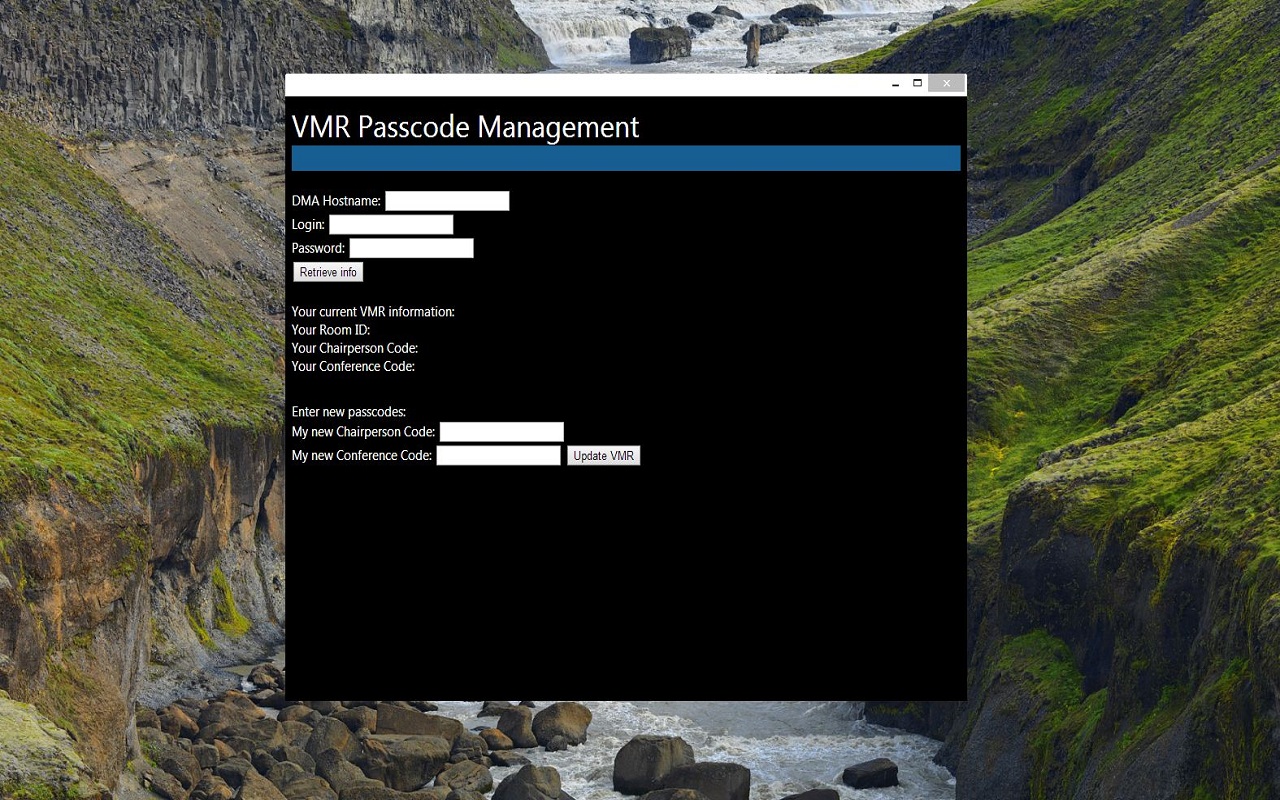 VMR Passcode Management
DMA Hostname:
Login:
Password:
Retrieve info
Your current VMR information:
Your Room ID:
Your Chairperson Code:
Your Conference Code:
Enter new passcodes:
My new Chairperson Code:
My new Conference Code: Update VMR